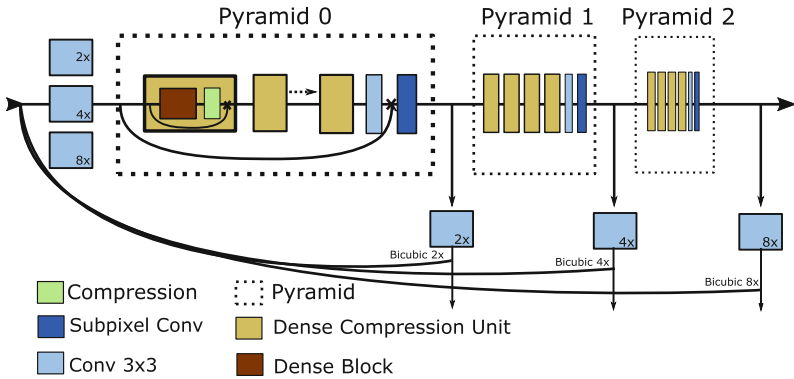 Pyramid 0
Pyramid 1
Pyramid 2
2x
4x
8x
2x
4x
8x
Bicubic 2x
Bicubic 4x
Bicubic 8x
Compression
Pyramid
Subpixel Conv
Dense Compression Unit
Conv 3x3
Dense Block